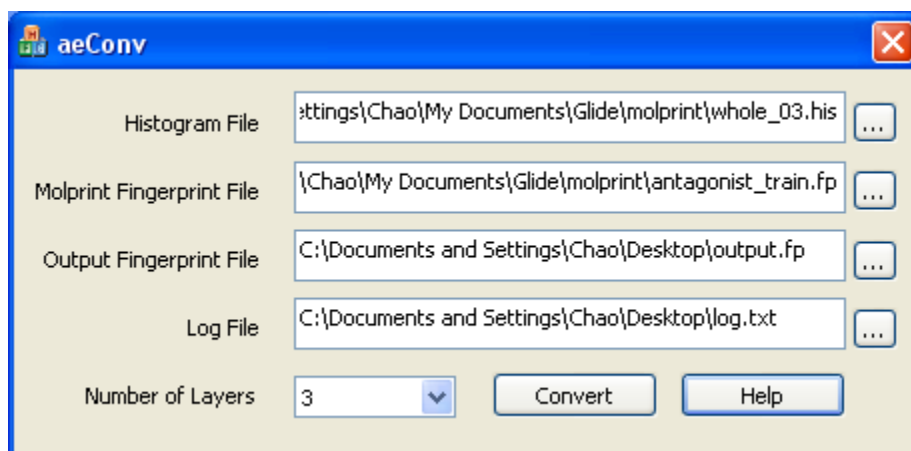 aeConv
Histogram File
ettings\Chao\My Documents\Glide\molprint\whole_03.his
...
Molprint Fingerprint File
\Chao\My Documents\Glide\molprint\antagonist_train.fp
...
Output Fingerprint File
C:\Documents and Settings\Chao\Desktop\output.fp
...
Log File
C:\Documents and Settings\Chao\Desktop\log.txt
...
Number of Layers
3
Convert
Help